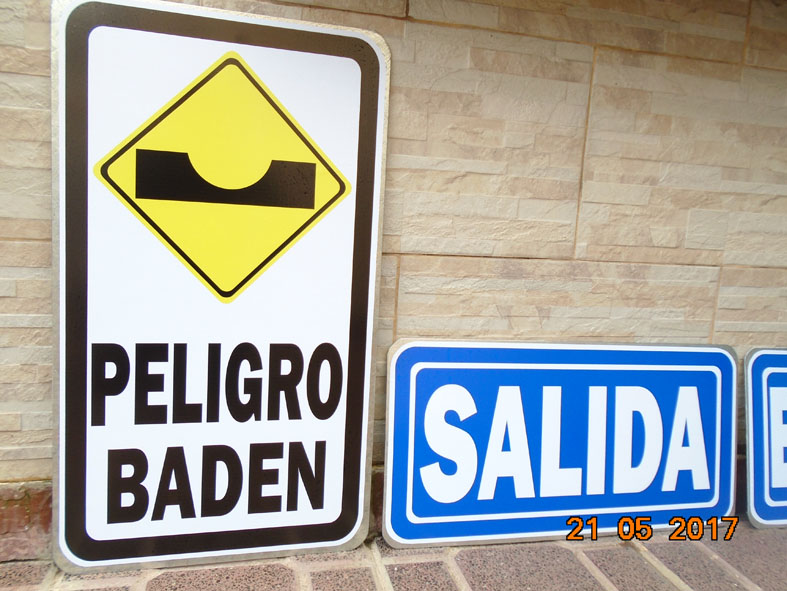 PELIGRO
BADEN
SALIDA
E
21 05 2017